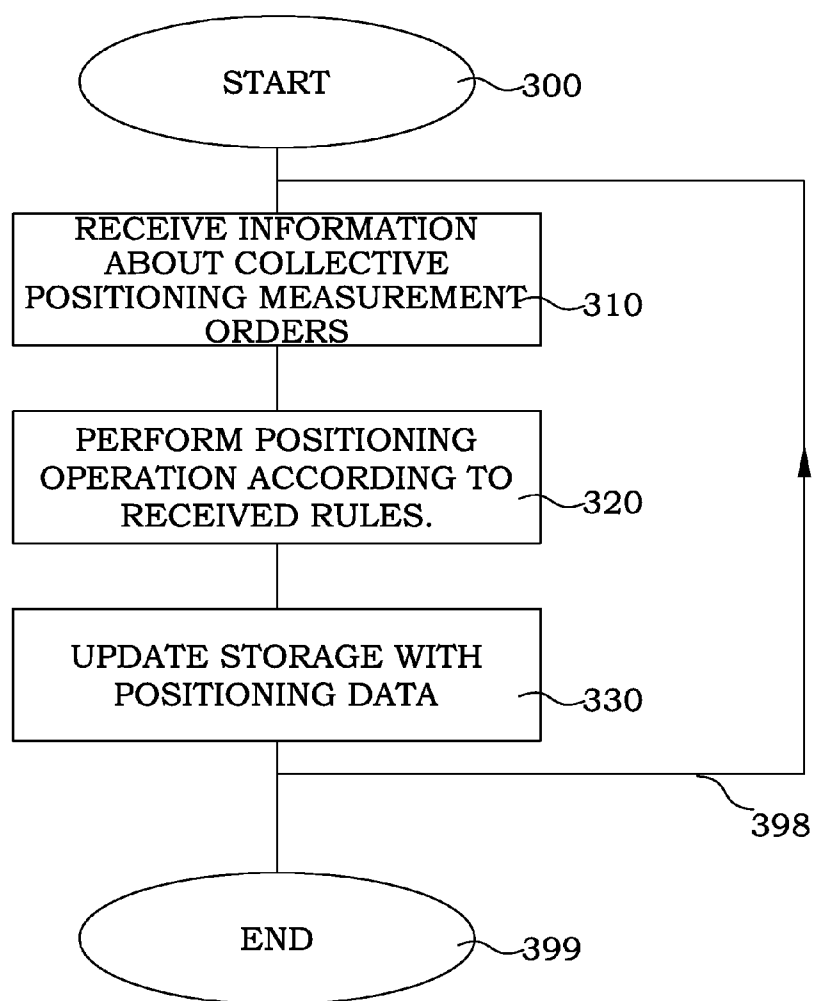 START
300
RECEIVE INFORMATION
ABOUT COLLECTIVE
POSITIONING MEASUREMENT
ORDERS
310
PERFORM POSITIONING
OPERATION ACCORDING TO
RECEIVED RULES.
320
UPDATE STORAGE WITH
POSITIONING DATA
330
398
END
399